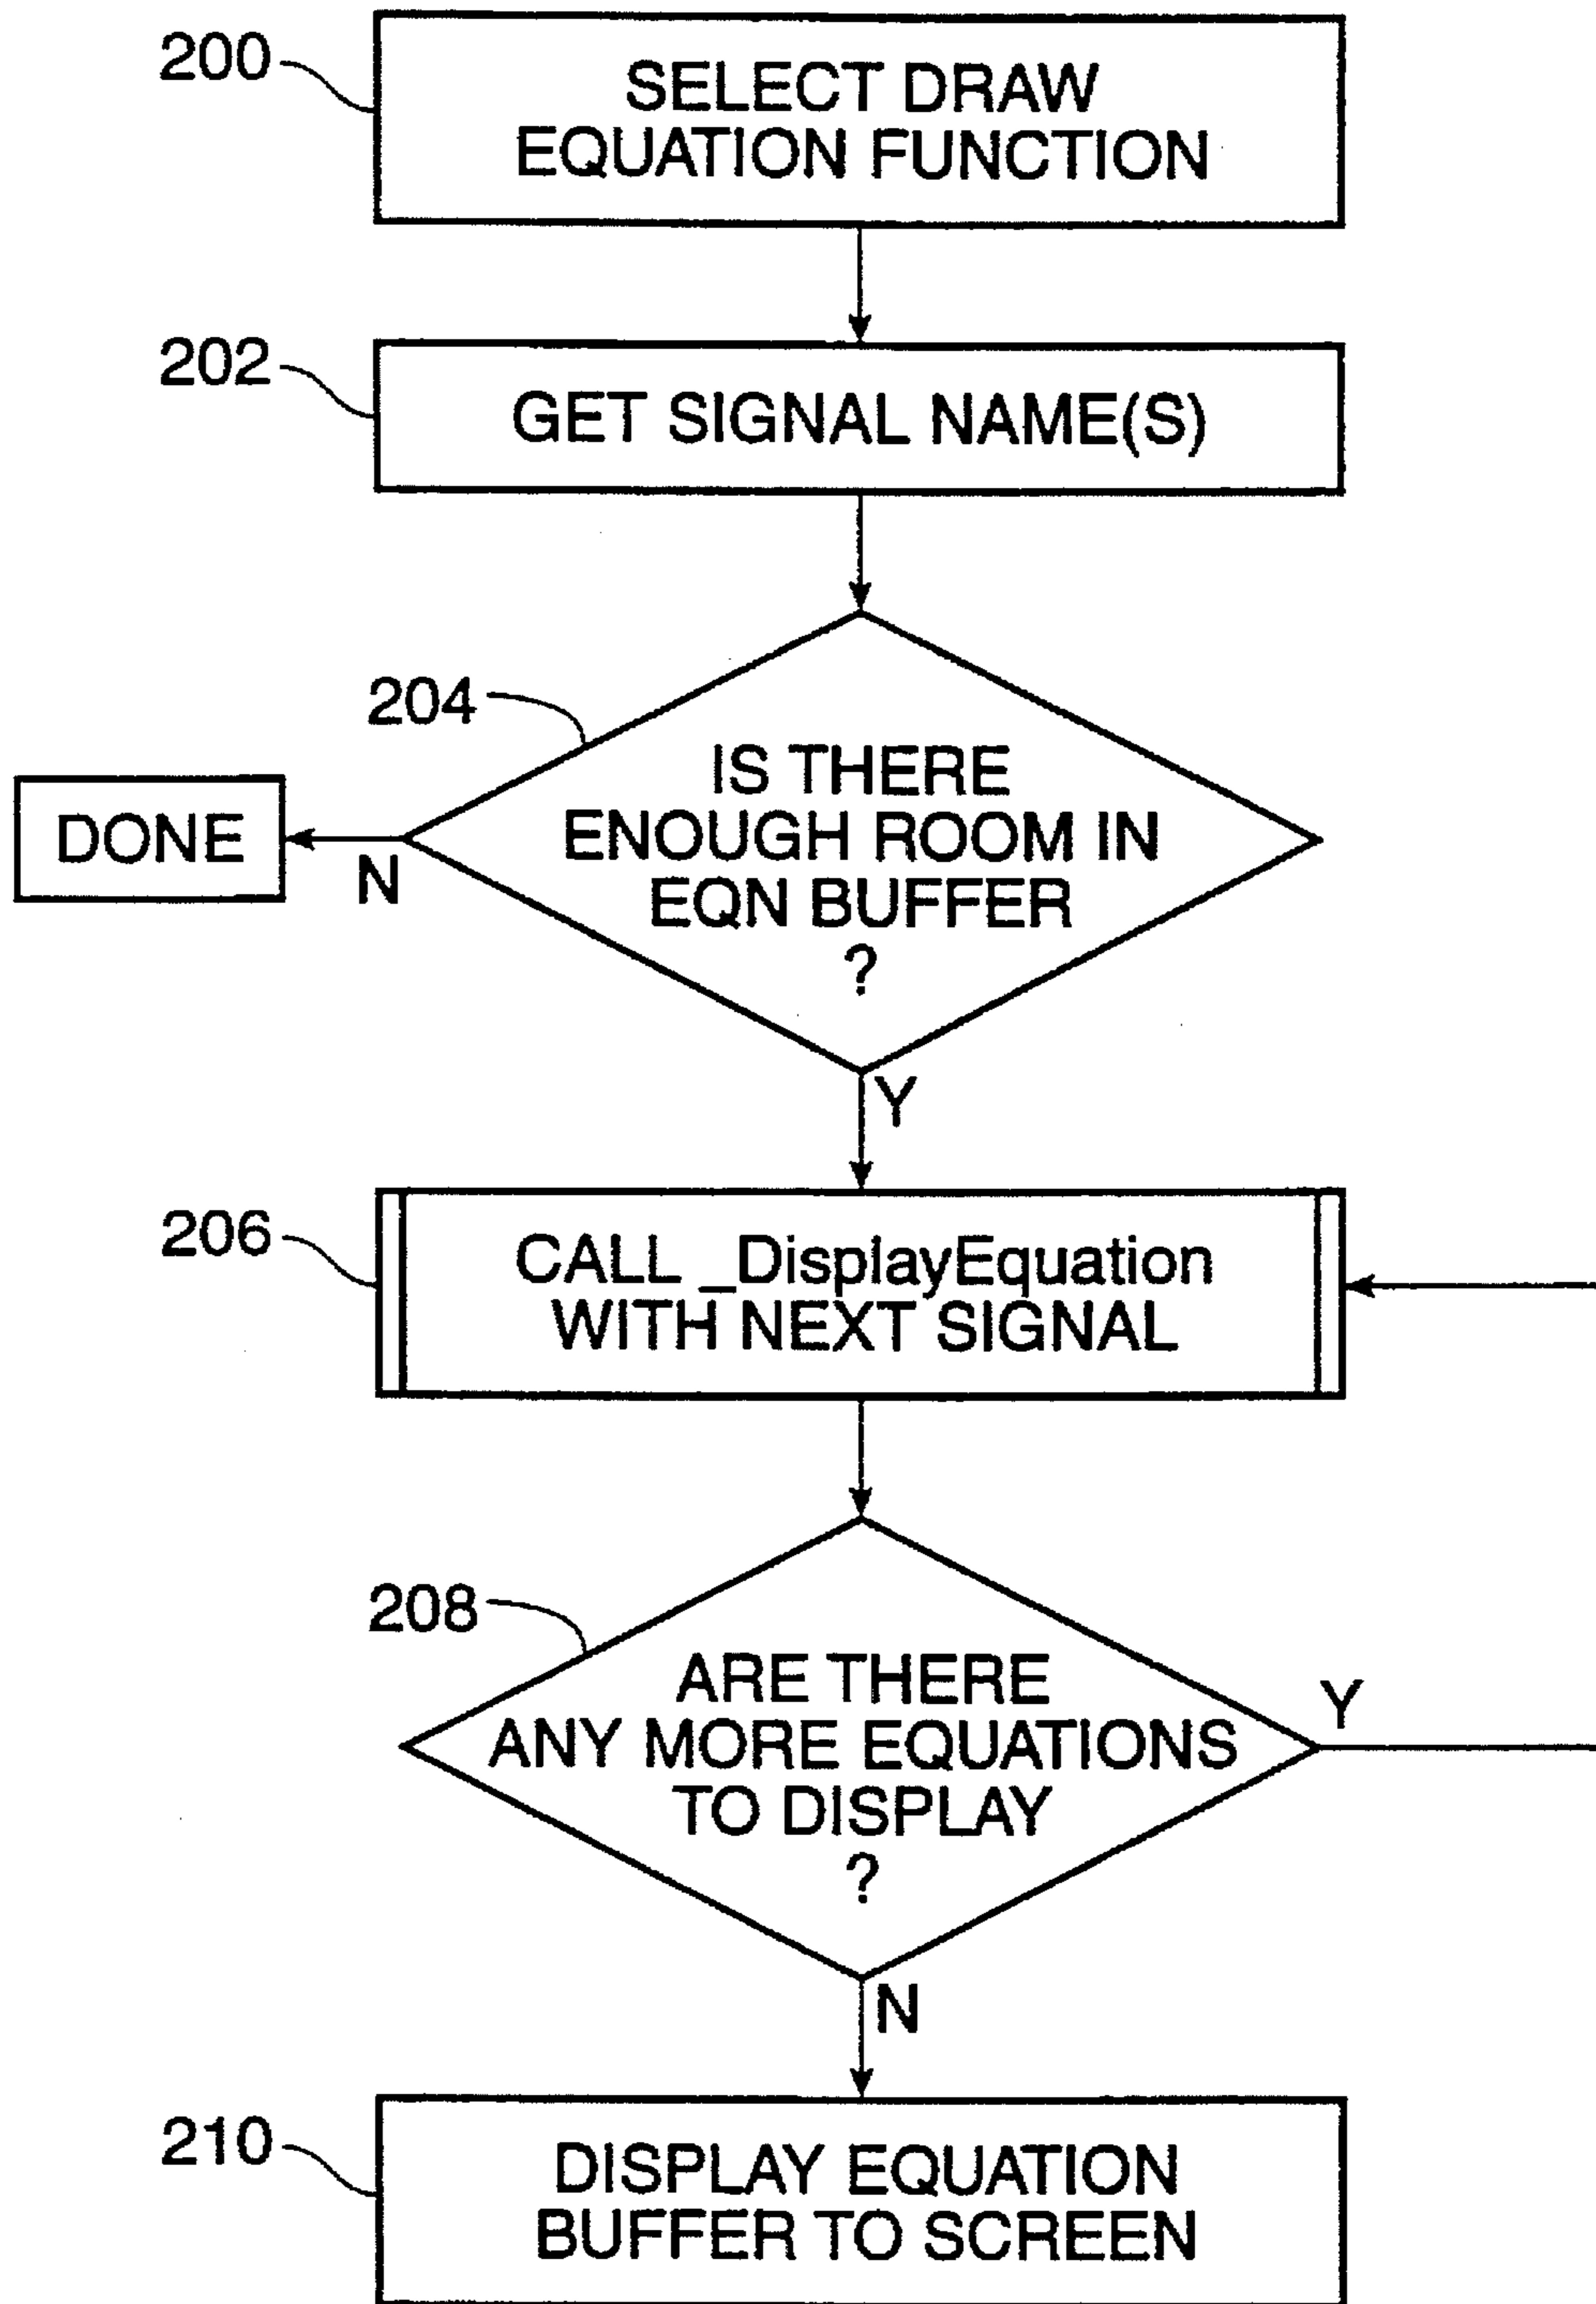 200
SELECT DRAW
EQUATION FUNCTION
202
GET SIGNAL NAME(S)
204
IS THERE
ENOUGH ROOM IN
EQN BUFFER
?
DONE
N
Y
206
CALL _DisplayEquation
WITH NEXT SIGNAL
208
ARE THERE
ANY MORE EQUATIONS
TO DISPLAY
?
Y
N
210
DISPLAY EQUATION
BUFFER TO SCREEN